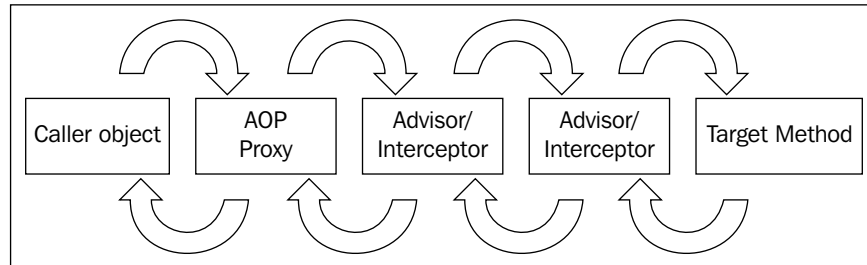 Caller object
AOP
Proxy
Advisor/
Interceptor
Advisor/
Interceptor
Target Method